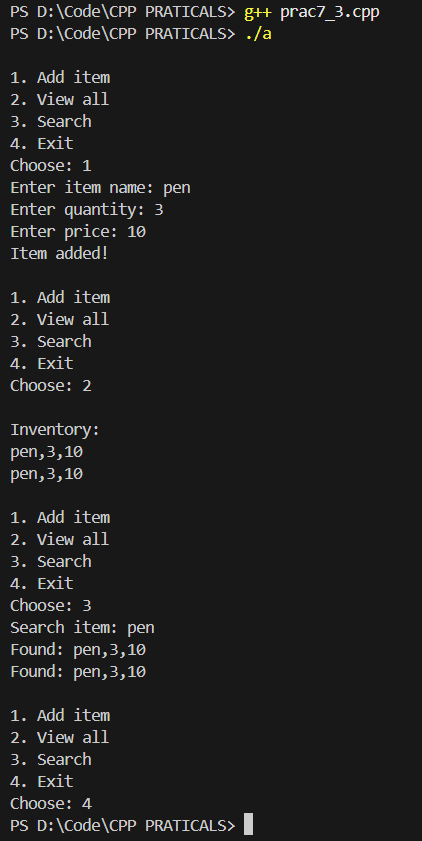 PS D:\Code\CPP PRATICALS> g++ prac7_3.cpp
PS D:\Code\CPP PRATICALS> ./a
1. Add item
2. View all
3. Search
4. Exit
Choose: 1
Enter item name: pen
Enter quantity: 3
Enter price: 10
Item added!
1. Add item
2. View all
3. Search
4. Exit
Choose: 2
Inventory:
pen,3,10
pen,3,10
1. Add item
2. View all
3. Search
4. Exit
Choose: 3
Search item: pen
Found: pen,3,10
Found: pen,3,10
1. Add item
2. View all
3. Search
4. Exit
Choose: 4
PS D:\Code\CPP PRATICALS>